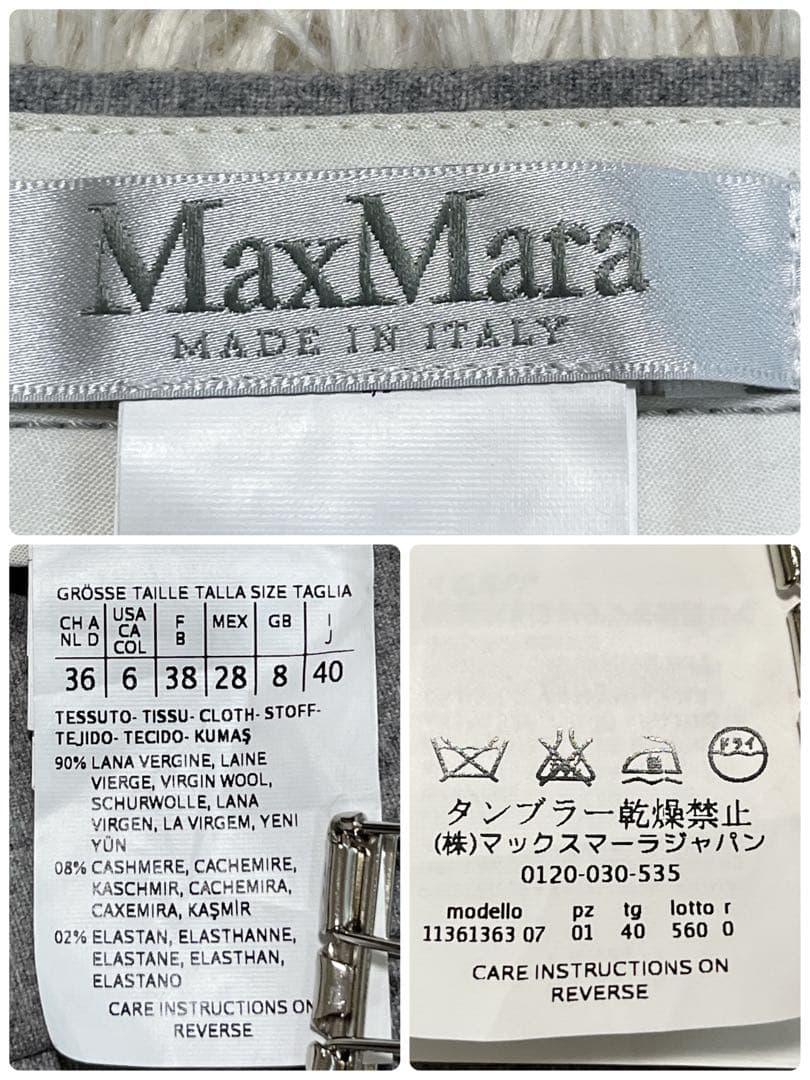 MaxMara
MADE IN ITALY
GRÖSSE TAILLE TALLA SIZE TAGLIA
CH A NL D | USA CA COL | F B | MEX | GB | I J
36 | 6 | 38 | 28 | 8 | 40
TESSUTO- TISSU- CLOTH- STOFF-
TEJIDO- TECIDO- KUMAŞ
90% LANA VERGINE, LAINE
VIERGE, VIRGIN WOOL,
SCHURWOLLE, LANA
VIRGEN, LA VIRGEM, YENI
YÜN
08% CASHMERE, CACHEMIRE,
KASCHMIR, CACHEMIRA,
CAXEMIRA, KAŞMİR
02% ELASTAN, ELASTHANNE,
ELASTANE, ELASTHAN,
ELASTANO
CARE INSTRUCTIONS ON
REVERSE
ドライ
タンブラー乾燥禁止
(株)マックスマーラジャパン
0120-030-535
modello pz tg lotto r
11361363 07 01 40 560 0
CARE INSTRUCTIONS ON
REVERSE